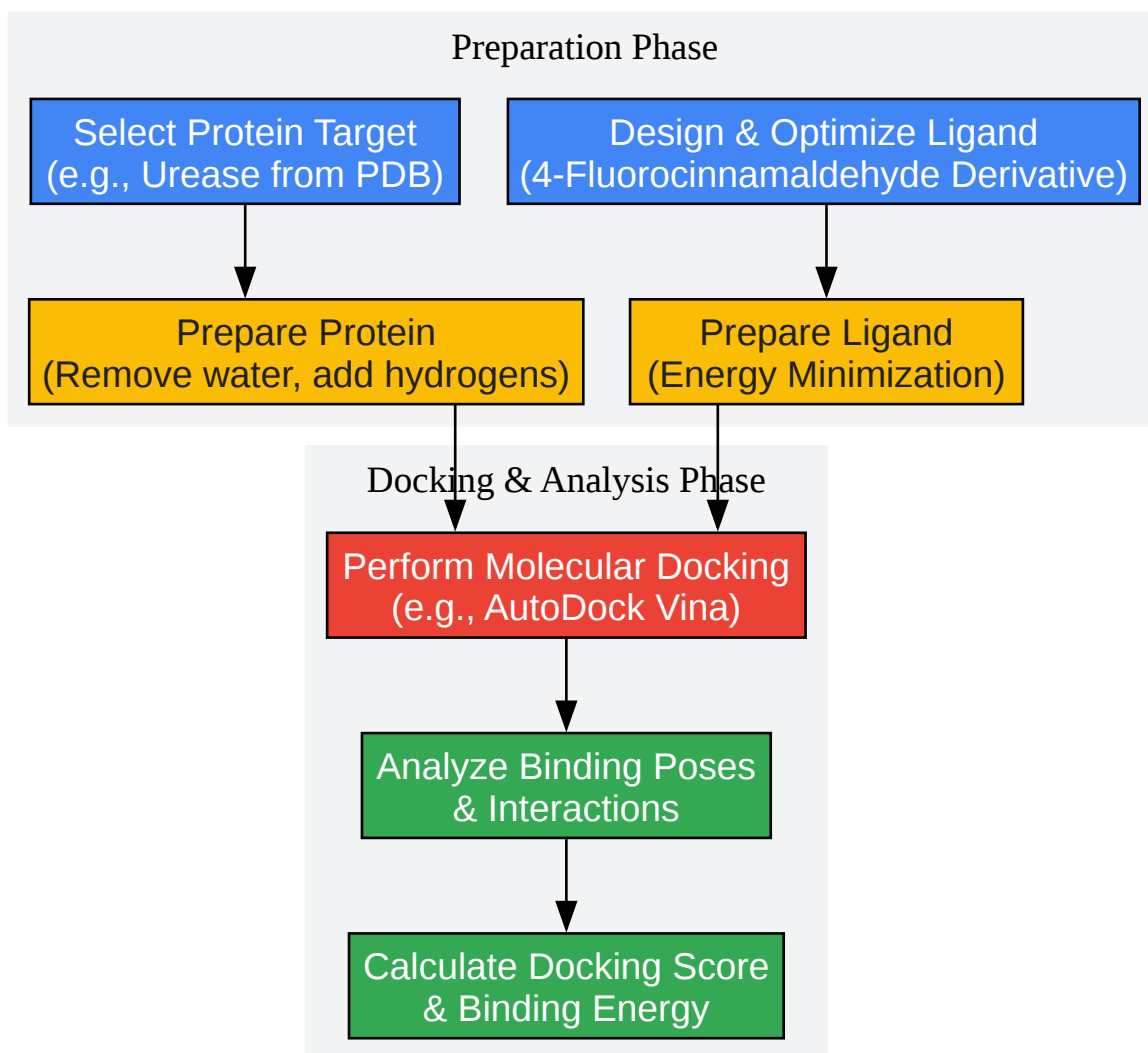 Preparation Phase
Select Protein Target
(e.g., Urease from PDB)
Design & Optimize Ligand
(4-Fluorocinnamaldehyde Derivative)
Prepare Protein
(Remove water, add hydrogens)
Prepare Ligand
(Energy Minimization)
Docking & Analysis Phase
Perform Molecular Docking
(e.g., AutoDock Vina)
Analyze Binding Poses
& Interactions
Calculate Docking Score
& Binding Energy